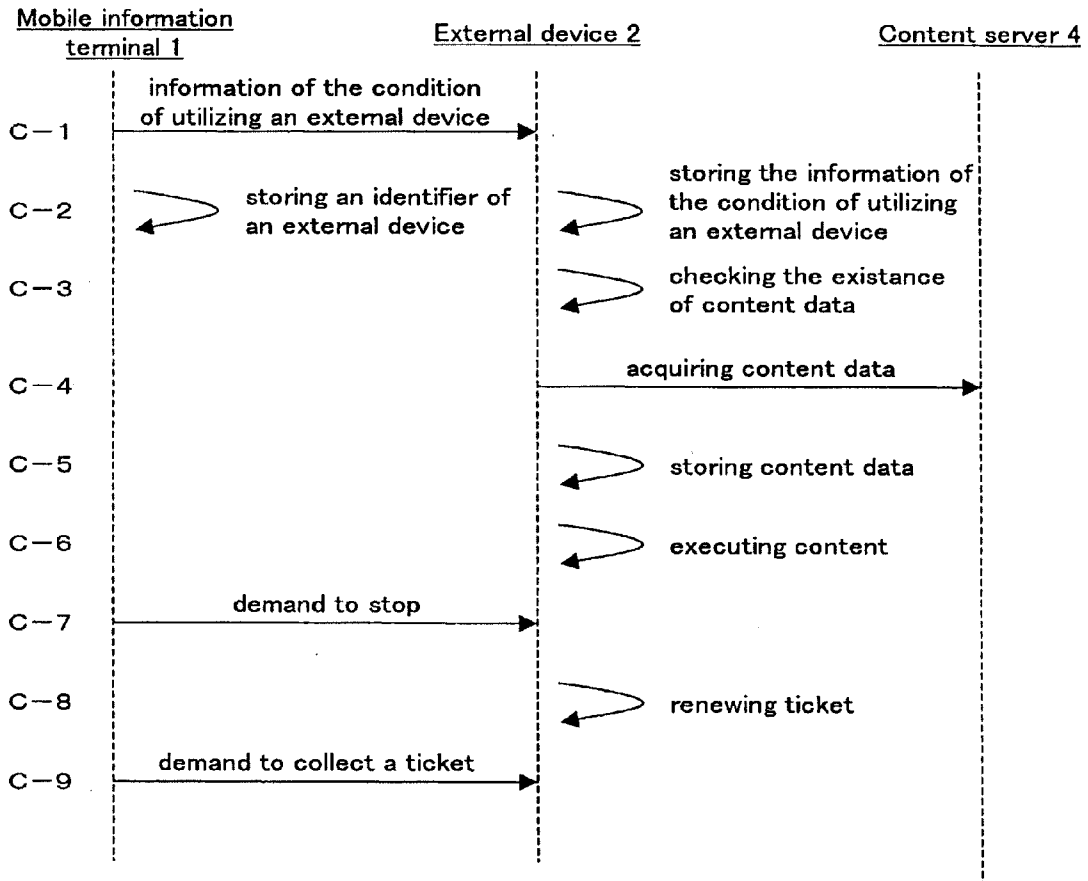 Mobile information
terminal 1
External device 2
Content server 4
information of the condition
of utilizing an external device
C-1
C-2
storing an identifier of
an external device
storing the information of
the condition of utilizing
an external device
C-3
checking the existance
of content data
C-4
acquiring content data
C-5
storing content data
C-6
executing content
C-7
demand to stop
C-8
renewing ticket
C-9
demand to collect a ticket